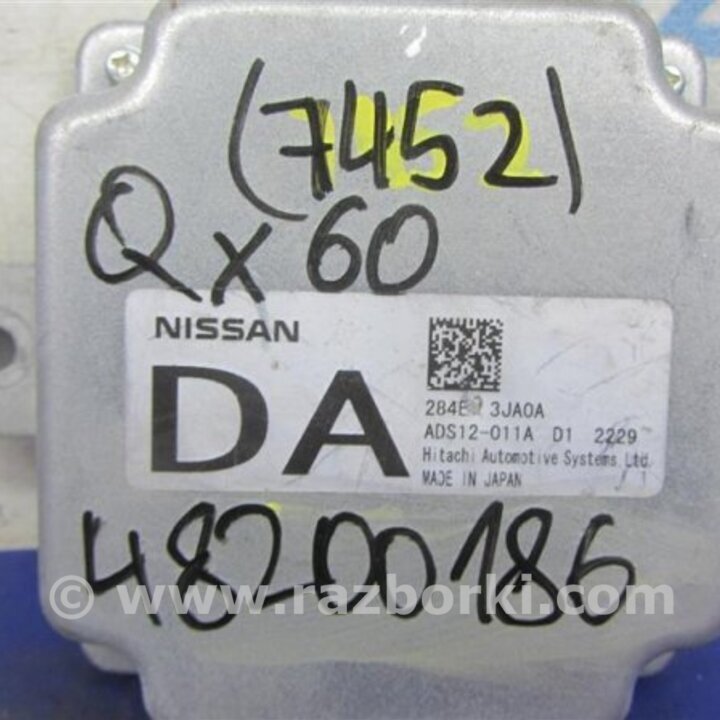 (7452)
Qx60
NISSAN
DA
3JA0A
ADS12-011A D1 2229
Hitachi Automotive Systems, Ltd.
MADE IN JAPAN
48200186
© www.razborki.com